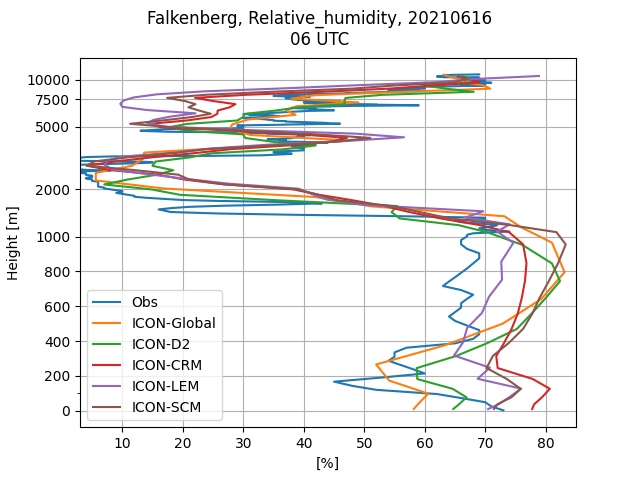 Falkenberg, Relative_humidity, 20210616
06 UTC
10000
7500
5000
2000
1000
800
600
400
200
0
Height [m]
Obs
ICON-Global
ICON-D2
ICON-CRM
ICON-LEM
ICON-SCM
10 20 30 40 50 60 70 80
[%]